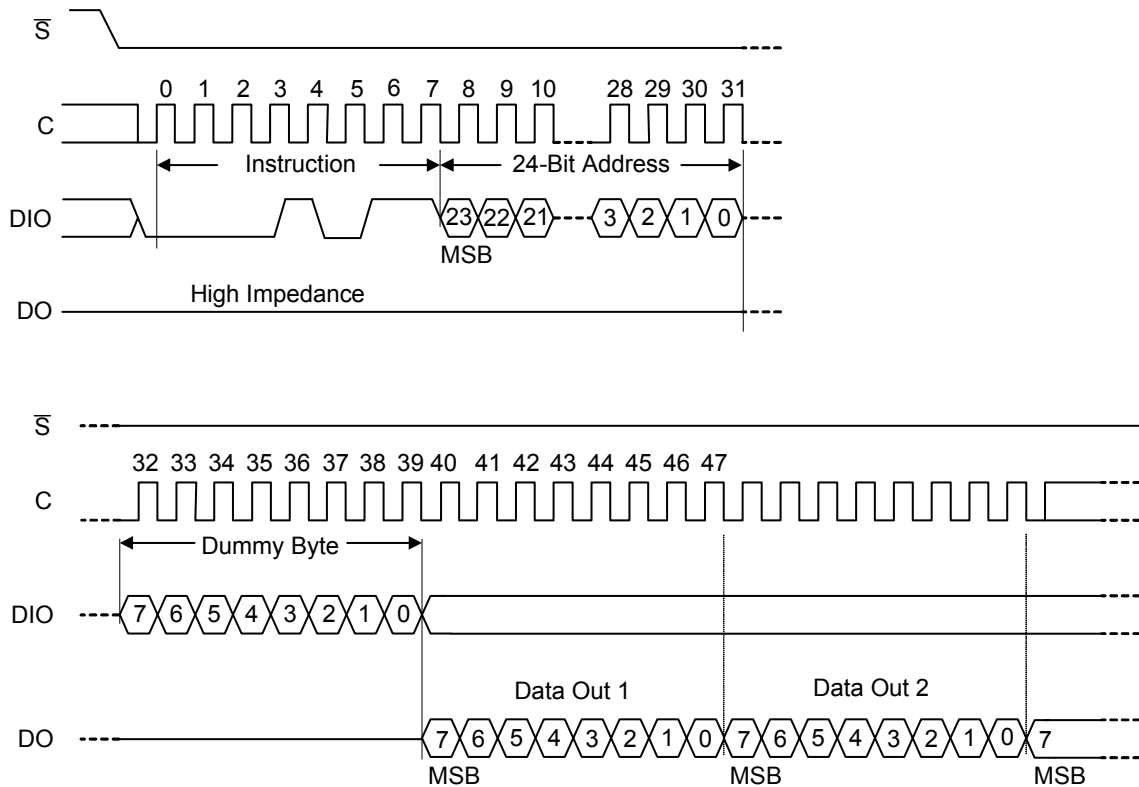 S̅
0 1 2 3 4 5 6 7 8 9 10 28 29 30 31
C
Instruction 24-Bit Address
DIO 23 22 21 3 2 1 0
MSB
High Impedance
DO
S̅
32 33 34 35 36 37 38 39 40 41 42 43 44 45 46 47
C
Dummy Byte
DIO 7 6 5 4 3 2 1 0
Data Out 1 Data Out 2
DO 7 6 5 4 3 2 1 0 7 6 5 4 3 2 1 0 7
MSB MSB MSB